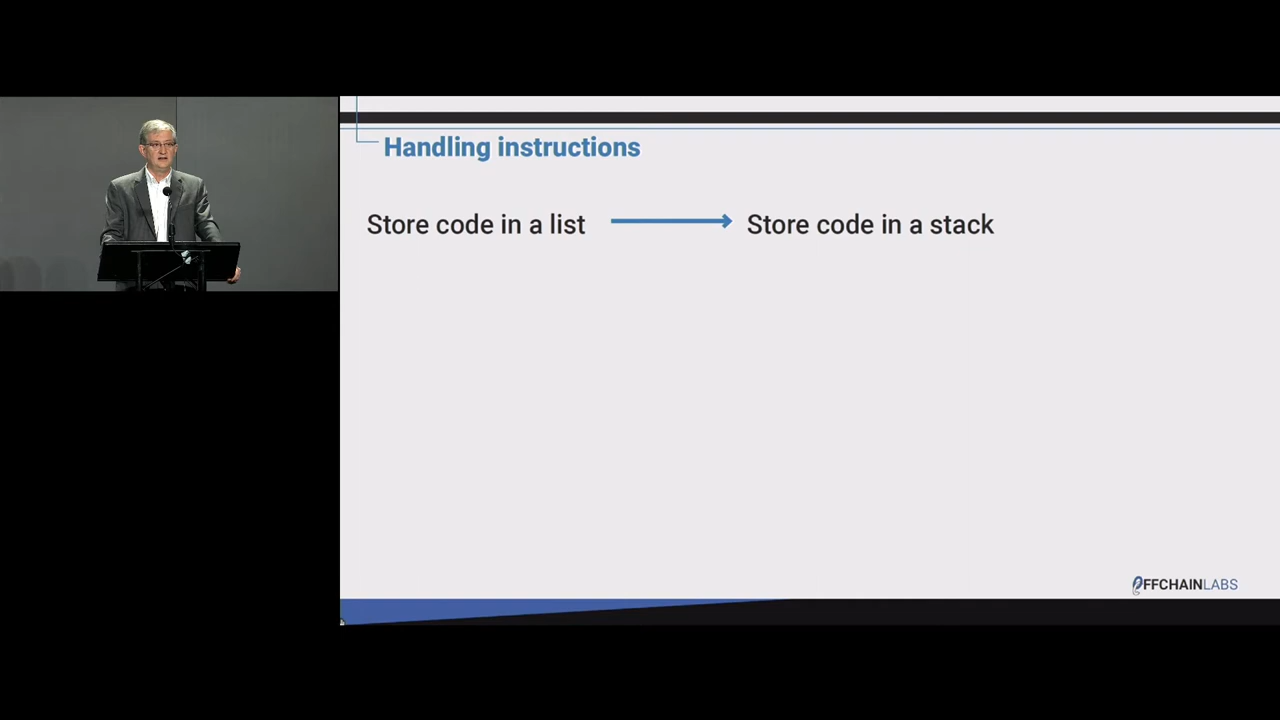 Handling instructions
Store code in a list
Store code in a stack
OFFCHAINLABS